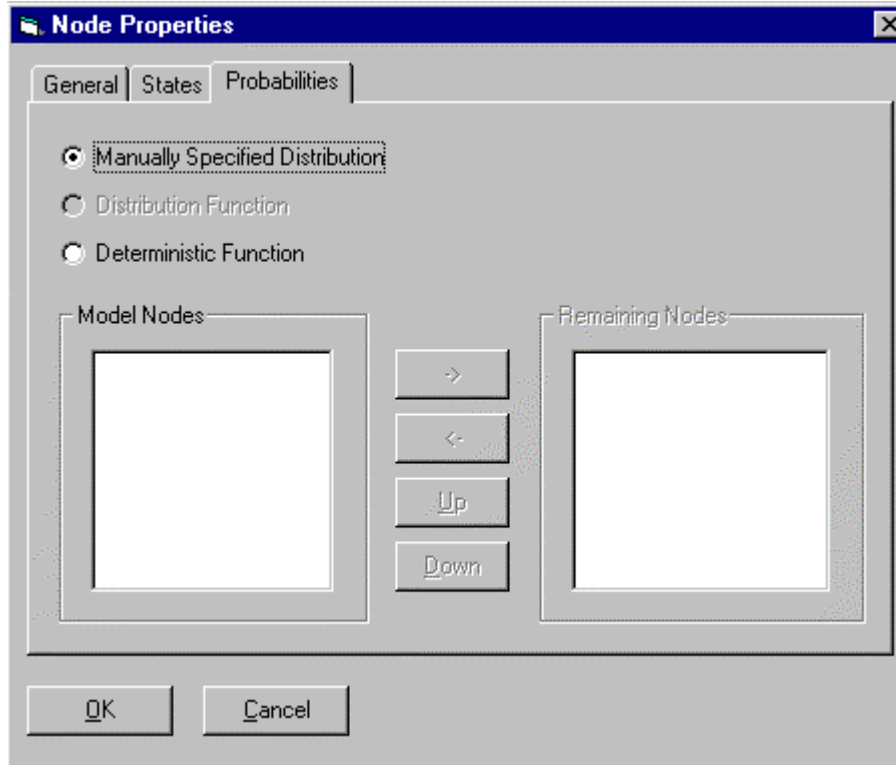 Node Properties
General States Probabilities
Manually Specified Distribution
Distribution Function
Deterministic Function
Model Nodes
Remaining Nodes
->
<-
Up
Down
OK
Cancel